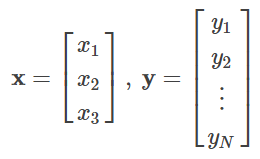 x = [ x₁ x₂ x₃ ] , y = [ y₁ y₂ ⋮ y_N ]